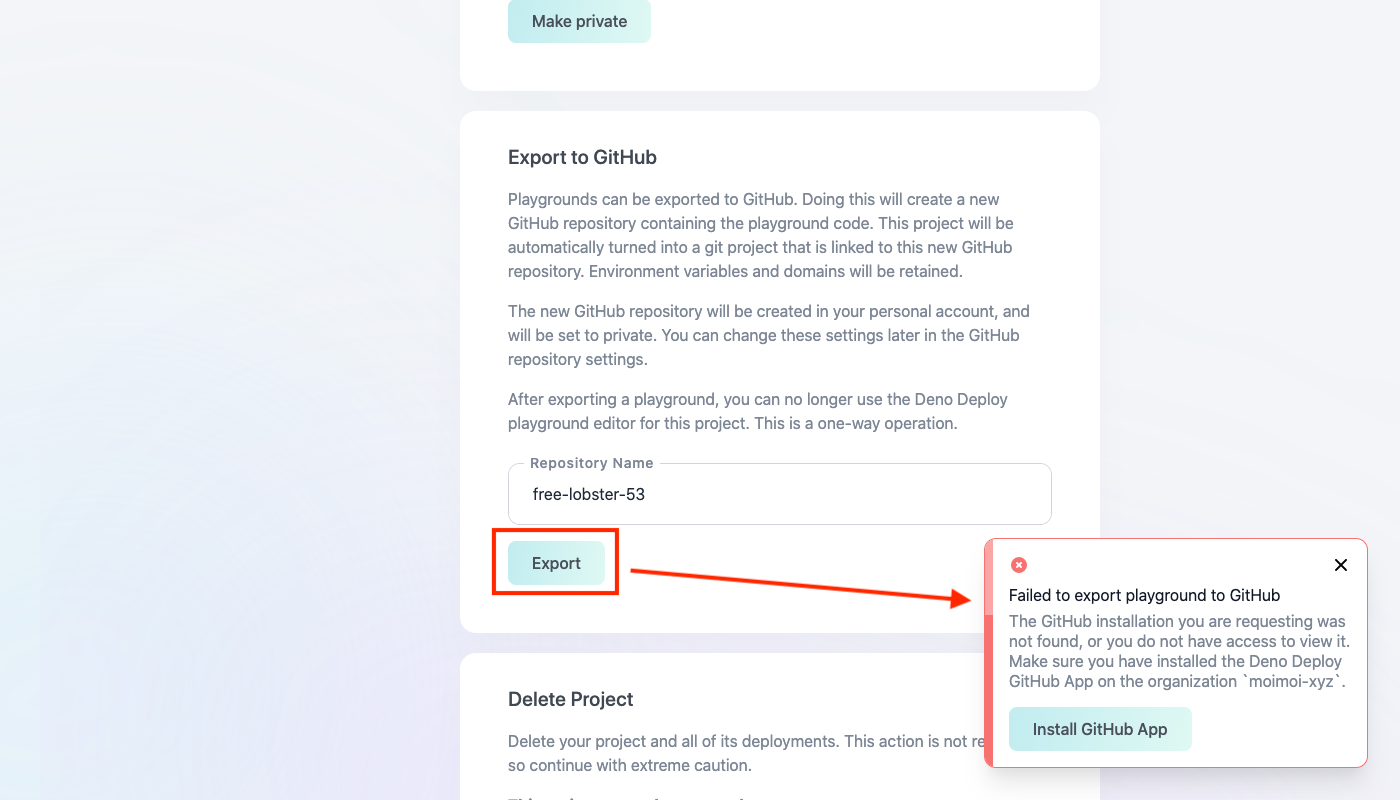 Make private
Export to GitHub
Playgrounds can be exported to GitHub. Doing this will create a new
GitHub repository containing the playground code. This project will be
automatically turned into a git project that is linked to this new GitHub
repository. Environment variables and domains will be retained.
The new GitHub repository will be created in your personal account, and
will be set to private. You can change these settings later in the GitHub
repository settings.
After exporting a playground, you can no longer use the Deno Deploy
playground editor for this project. This is a one-way operation.
Repository Name
free-lobster-53
Export
Failed to export playground to GitHub
The GitHub installation you are requesting was
not found, or you do not have access to view it.
Make sure you have installed the Deno Deploy
GitHub App on the organization `moimoi-xyz`.
Install GitHub App
Delete Project
Delete your project and all of its deployments. This action is not re
so continue with extreme caution.